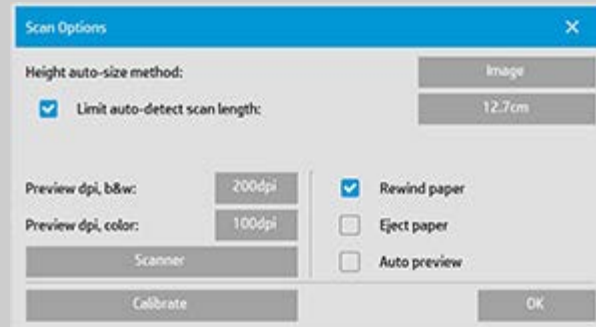 Scan Options
Height auto-size method: Image
Limit auto-detect scan length: 12.7cm
Preview dpi, b&w: 200dpi
Rewind paper
Preview dpi, color: 100dpi
Eject paper
Scanner
Auto preview
Calibrate
OK